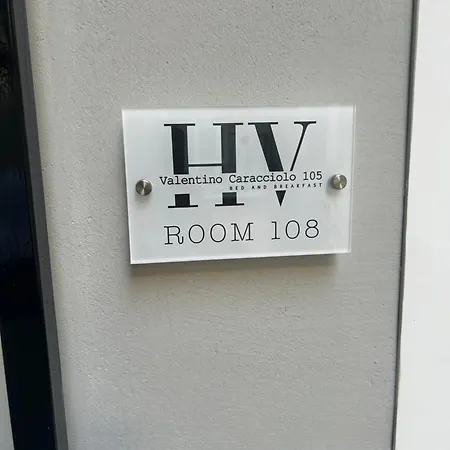 HV
Valentino Caracciolo 105
BED AND BREAKFAST
ROOM 108